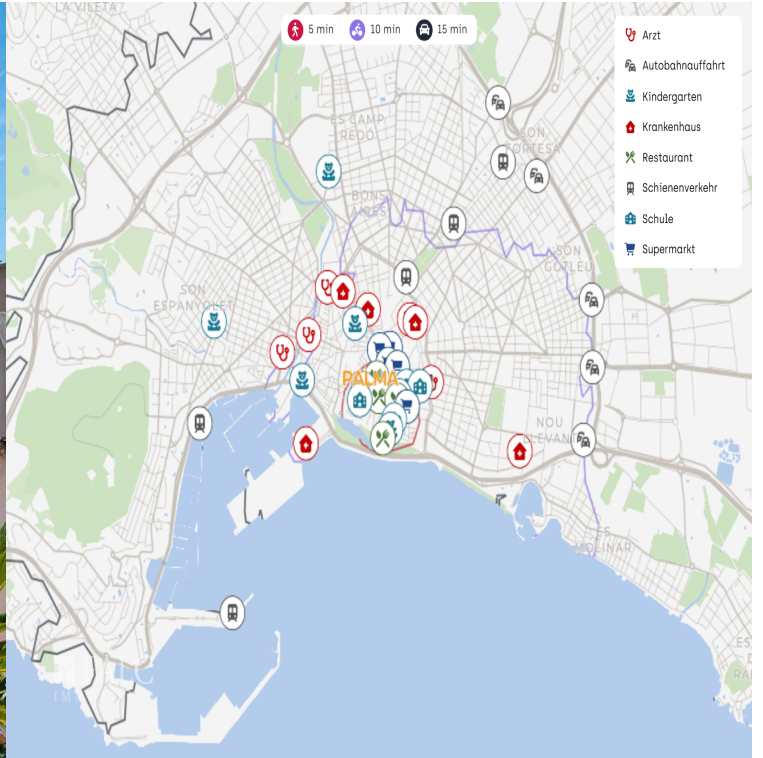 LA VILETA
5 min
10 min
15 min
Arzt
Autobahnauffahrt
Kindergarten
Krankenhaus
Restaurant
Schienenverkehr
Schule
Supermarkt
ES CAMP
REDÓ
SON
FORTESA
BONS
AIRES
SON
GOTLEU
SON
ESPANYOLET
PALMA
NOU
LLEVANT
ES
MOLINAR